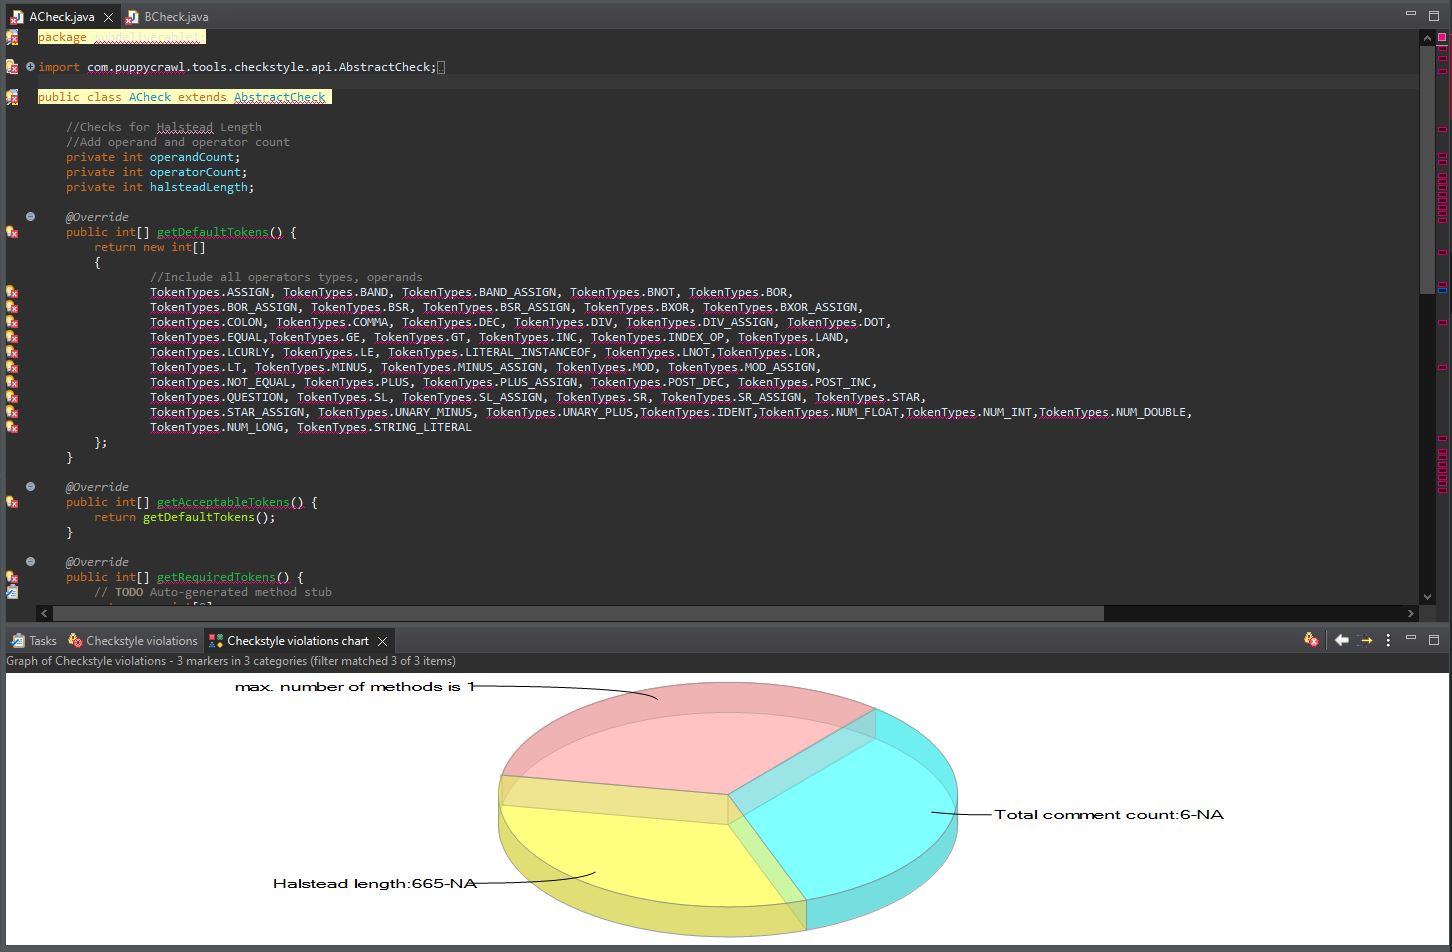 ACheck.java
BCheck.java
package
import com.puppycrawl.tools.checkstyle.api.AbstractCheck;
public class ACheck extends AbstractCheck
//Checks for Halstead Length
//Add operand and operator count
private int operandCount;
private int operatorCount;
private int halsteadLength;
@Override
public int[] getDefaultTokens() {
return new int[]
{
//Include all operators types, operands
TokenTypes.ASSIGN, TokenTypes.BAND, TokenTypes.BAND_ASSIGN, TokenTypes.BNOT, TokenTypes.BOR,
TokenTypes.BOR_ASSIGN, TokenTypes.BSR, TokenTypes.BSR_ASSIGN, TokenTypes.BXOR, TokenTypes.BXOR_ASSIGN,
TokenTypes.COLON, TokenTypes.COMMA, TokenTypes.DEC, TokenTypes.DIV, TokenTypes.DIV_ASSIGN, TokenTypes.DOT,
TokenTypes.EQUAL,TokenTypes.GE, TokenTypes.GT, TokenTypes.INC, TokenTypes.INDEX_OP, TokenTypes.LAND,
TokenTypes.LCURLY, TokenTypes.LE, TokenTypes.LITERAL_INSTANCEOF, TokenTypes.LNOT,TokenTypes.LOR,
TokenTypes.LT, TokenTypes.MINUS, TokenTypes.MINUS_ASSIGN, TokenTypes.MOD, TokenTypes.MOD_ASSIGN,
TokenTypes.NOT_EQUAL, TokenTypes.PLUS, TokenTypes.PLUS_ASSIGN, TokenTypes.POST_DEC, TokenTypes.POST_INC,
TokenTypes.QUESTION, TokenTypes.SL, TokenTypes.SL_ASSIGN, TokenTypes.SR, TokenTypes.SR_ASSIGN, TokenTypes.STAR,
TokenTypes.STAR_ASSIGN, TokenTypes.UNARY_MINUS, TokenTypes.UNARY_PLUS,TokenTypes.IDENT,TokenTypes.NUM_FLOAT,TokenTypes.NUM_INT,TokenTypes.NUM_DOUBLE,
TokenTypes.NUM_LONG, TokenTypes.STRING_LITERAL
};
}
@Override
public int[] getAcceptableTokens() {
return getDefaultTokens();
}
@Override
public int[] getRequiredTokens() {
// TODO Auto-generated method stub
Tasks
Checkstyle violations
Checkstyle violations chart
Graph of Checkstyle violations - 3 markers in 3 categories (filter matched 3 of 3 items)
max. number of methods is 1
Total comment count:6-NA
Halstead length:665-NA